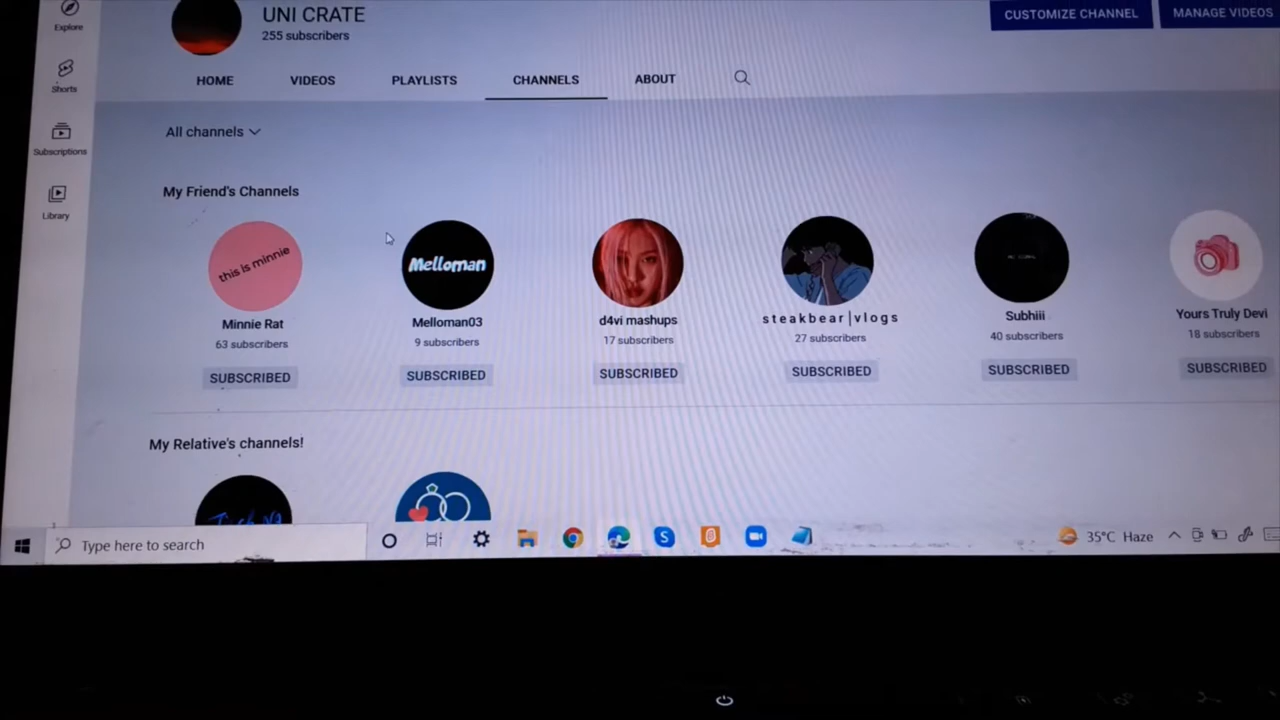 UNI CRATE
255 subscribers
CUSTOMIZE CHANNEL
MANAGE VIDEOS
Explore
Shorts
Subscriptions
Library
HOME
VIDEOS
PLAYLISTS
CHANNELS
ABOUT
All channels
My Friend's Channels
this is minnie
Melloman
Minnie Rat
Melloman03
d4vi mashups
steakbear|vlogs
Subhiii
Yours Truly Devi
63 subscribers
9 subscribers
17 subscribers
27 subscribers
40 subscribers
18 subscribers
SUBSCRIBED
SUBSCRIBED
SUBSCRIBED
SUBSCRIBED
SUBSCRIBED
SUBSCRIBED
My Relative's channels!
Type here to search
35°C Haze